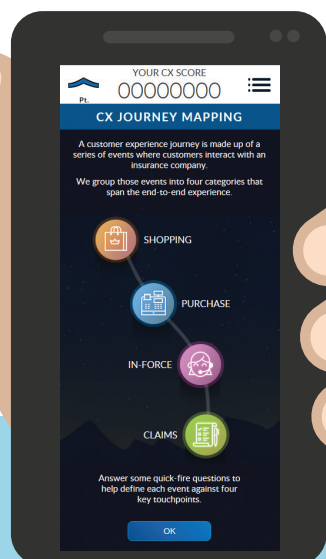 YOUR CX SCORE
00000000
Pt.
CX JOURNEY MAPPING
A customer experience journey is made up of a
series of events where customers interact with an
insurance company.
We group those events into four categories that
span the end-to-end experience.
SHOPPING
PURCHASE
IN-FORCE
CLAIMS
Answer some quick-fire questions to
help define each event against four
key touchpoints.
OK